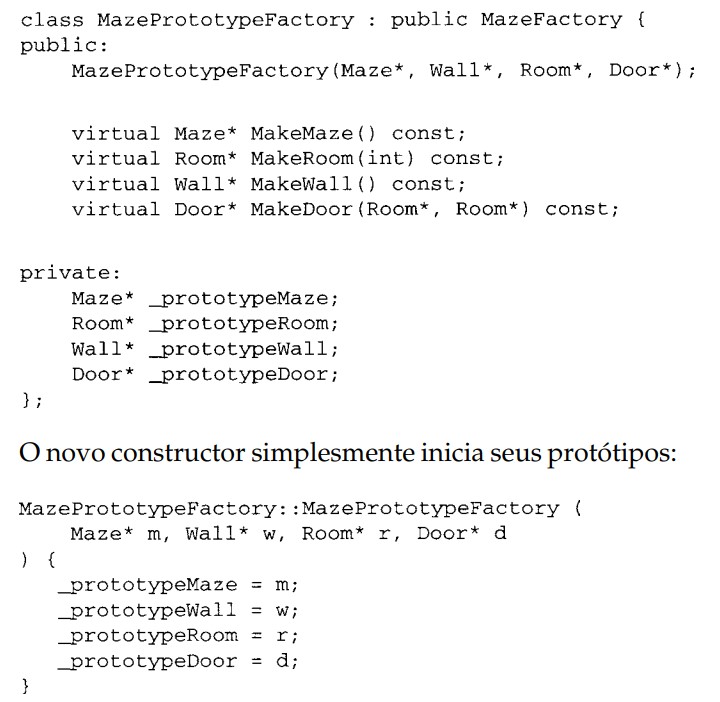 class MazePrototypeFactory : public MazeFactory {
public:
MazePrototypeFactory(Maze*, Wall*, Room*, Door*);
virtual Maze* MakeMaze() const;
virtual Room* MakeRoom(int) const;
virtual Wall* MakeWall() const;
virtual Door* MakeDoor(Room*, Room*) const;
private:
Maze* _prototypeMaze;
Room* _prototypeRoom;
Wall* _prototypeWall;
Door* _prototypeDoor;
};
O novo constructor simplesmente inicia seus protótipos:
MazePrototypeFactory::MazePrototypeFactory (
Maze* m, Wall* w, Room* r, Door* d
) {
_prototypeMaze = m;
_prototypeWall = w;
_prototypeRoom = r;
_prototypeDoor = d;
}